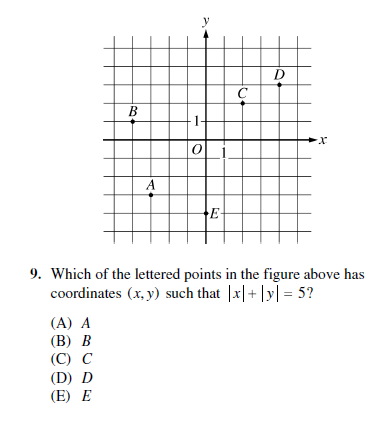 y
D
C
B
1
x
O 1
A
E
9. Which of the lettered points in the figure above has
coordinates (x, y) such that |x| + |y| = 5?
(A) A
(B) B
(C) C
(D) D
(E) E